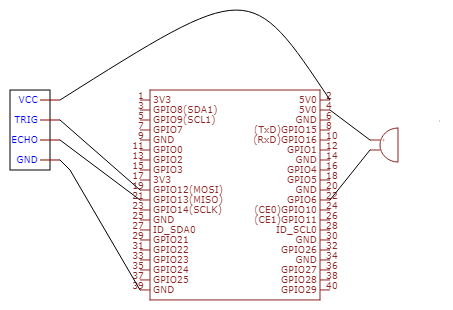 VCC
TRIG
ECHO
GND
1 3V3 5V0 2
3 GPIO8(SDA1) 5V0 4
5 GPIO9(SCL1) GND 6
7 GPIO7 (TxD)GPIO15 8
9 GND (RxD)GPIO16 10
11 GPIO0 GPIO1 12
13 GPIO2 GND 14
15 GPIO3 GPIO4 16
17 3V3 GPIO5 18
19 GPIO12(MOSI) GND 20
21 GPIO13(MISO) GPIO6 22
23 GPIO14(SCLK) (CE0)GPIO10 24
25 GND (CE1)GPIO11 26
27 ID_SDA0 ID_SCL0 28
29 GPIO21 GND 30
31 GPIO22 GPIO26 32
33 GPIO23 GND 34
35 GPIO24 GPIO27 36
37 GPIO25 GPIO28 38
39 GND GPIO29 40